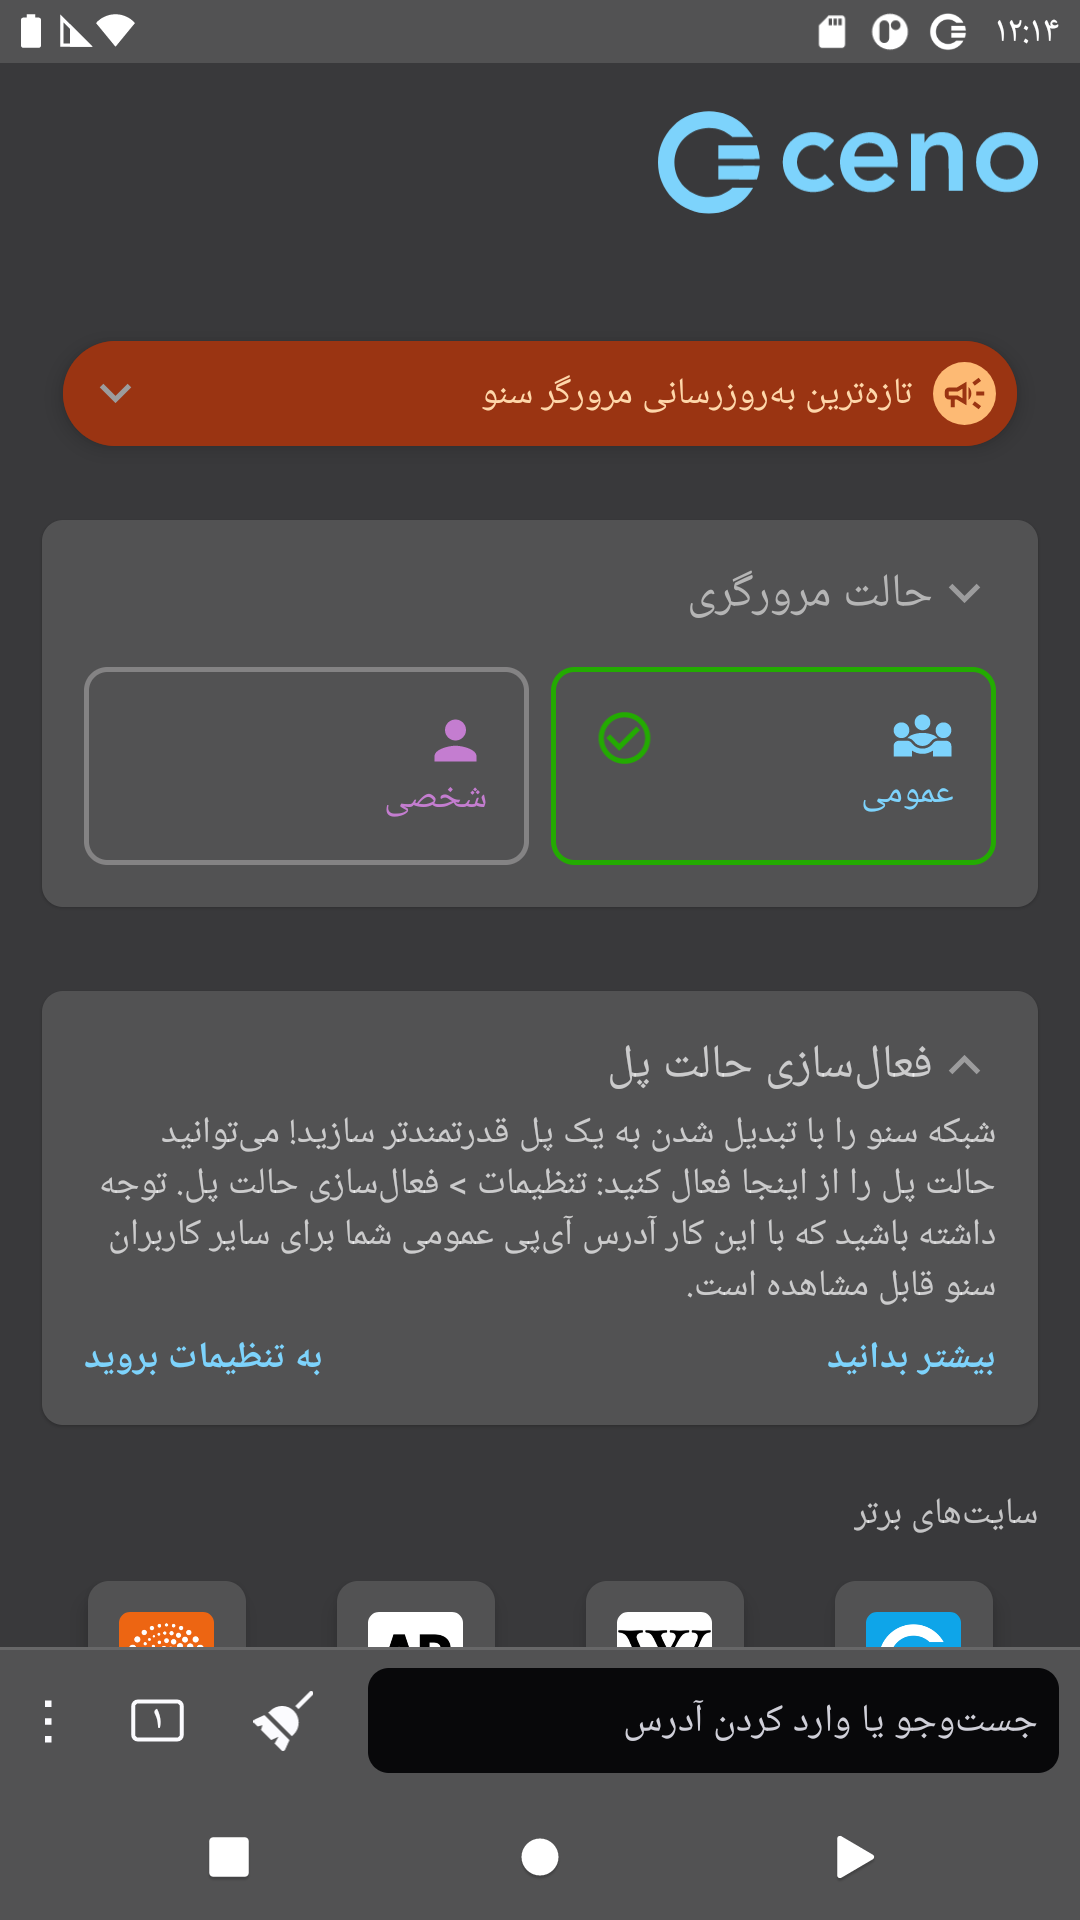 ۱۲:۱۴
ceno
تازه‌ترین به‌روزرسانی مرورگر سنو
حالت مرورگری
عمومی
شخصی
فعال‌سازی حالت پل
شبکه سنو را با تبدیل شدن به یک پل قدرتمندتر سازید! می‌توانید
حالت پل را از اینجا فعال کنید: تنظیمات > فعال‌سازی حالت پل. توجه
داشته باشید که با این کار آدرس آی‌پی عمومی شما برای سایر کاربران
سنو قابل مشاهده است.
بیشتر بدانید
به تنظیمات بروید
سایت‌های برتر
W
AP
جست‌وجو یا وارد کردن آدرس
۱